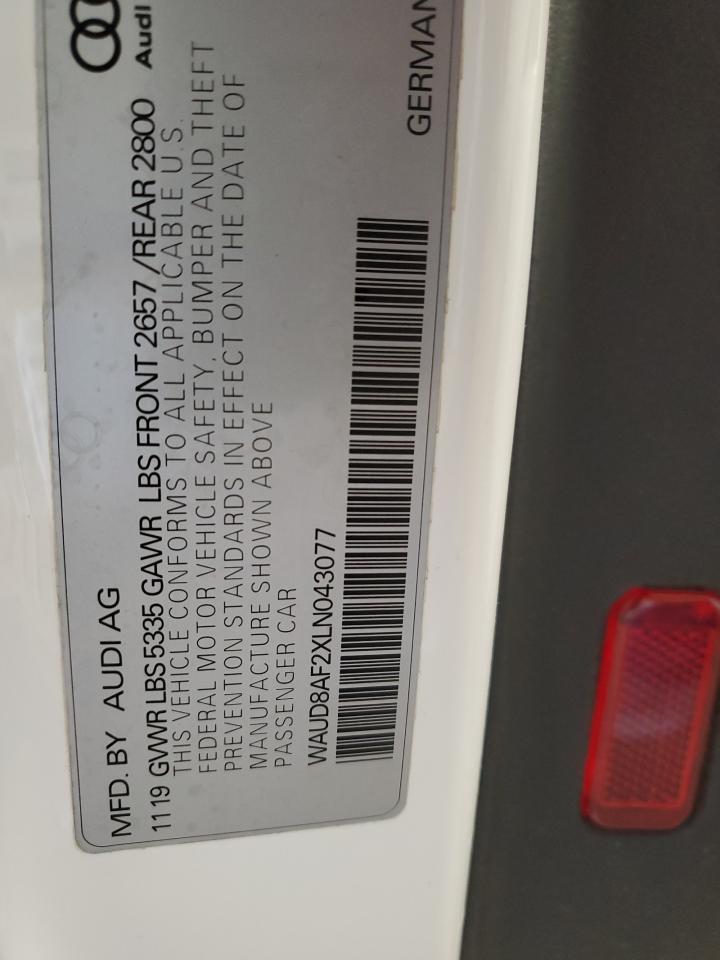 MFD. BY AUDI AG
11 19 GVWR LBS 5335 GAWR LBS FRONT 2657 /REAR 2800
THIS VEHICLE CONFORMS TO ALL APPLICABLE U.S.
FEDERAL MOTOR VEHICLE SAFETY, BUMPER AND THEFT
PREVENTION STANDARDS IN EFFECT ON THE DATE OF
MANUFACTURE SHOWN ABOVE
PASSENGER CAR
WAUD8AF2XLN043077
Audi
GERMAN